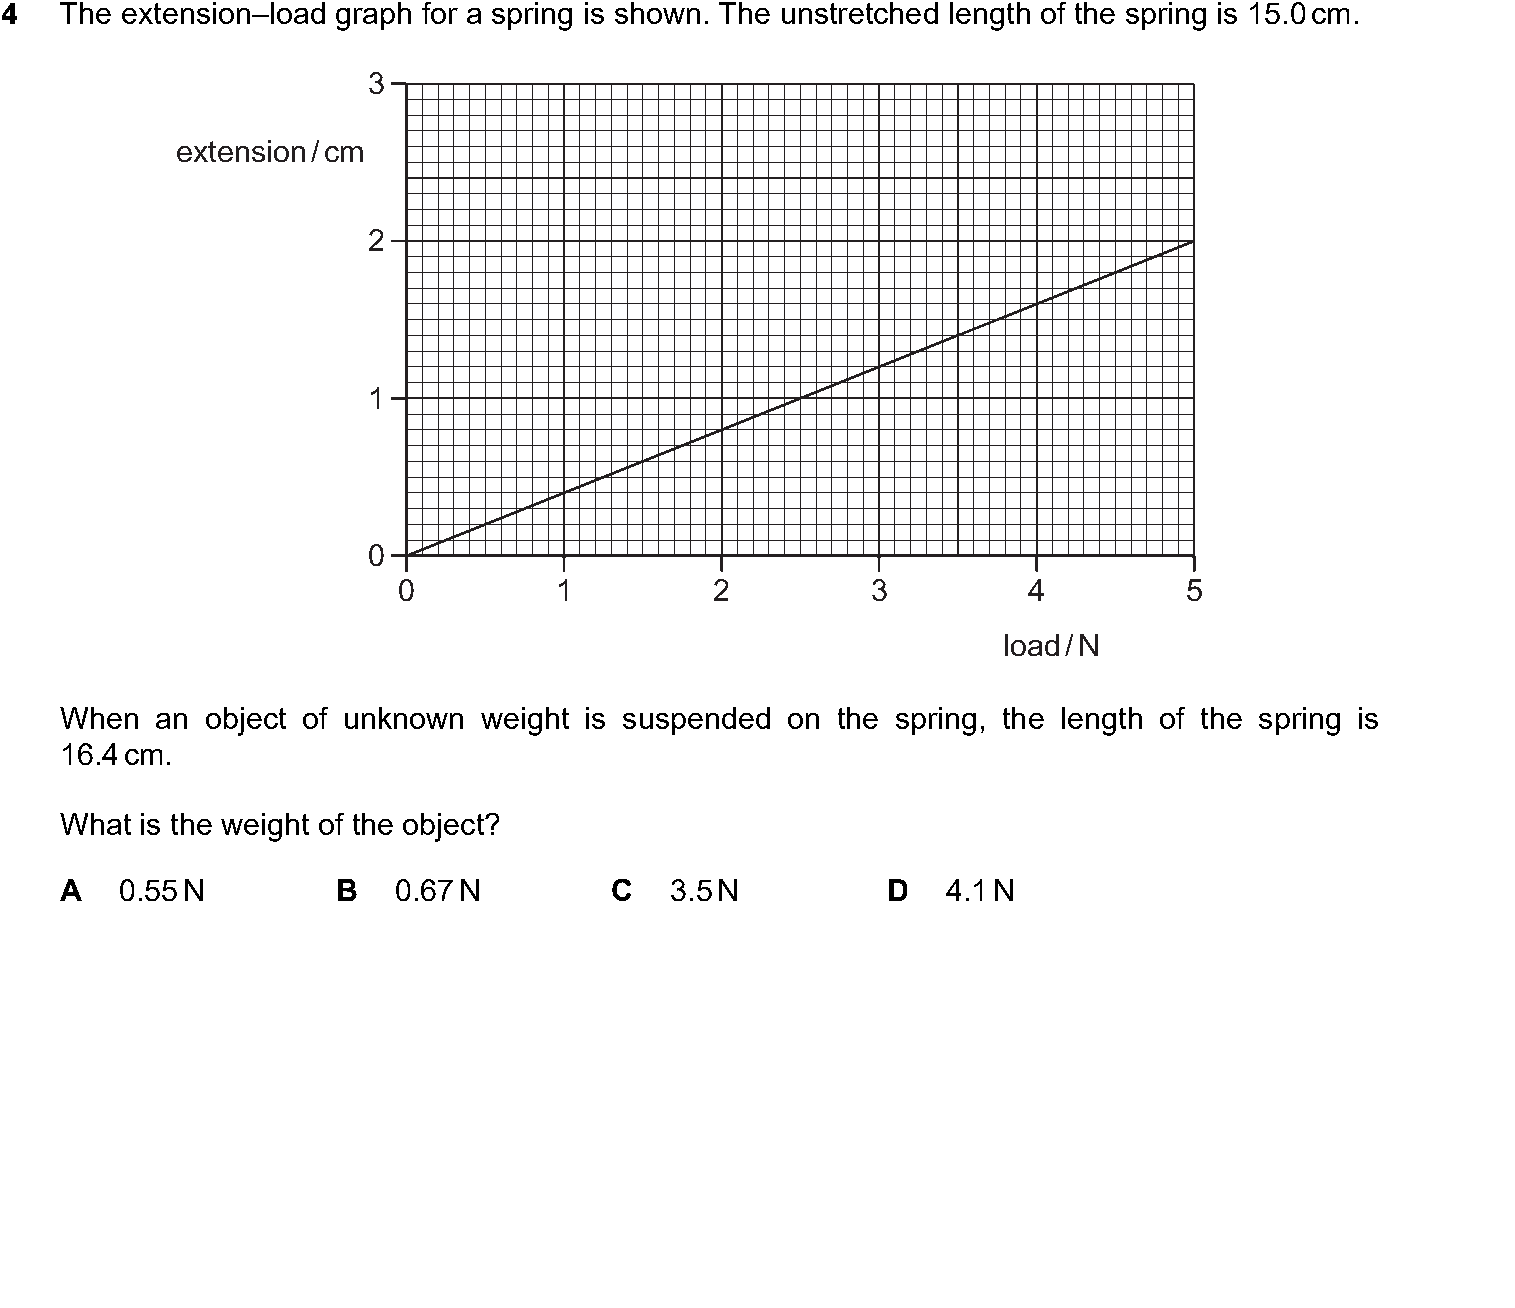 4 The extension–load graph for a spring is shown. The unstretched length of the spring is 15.0 cm.
3
extension / cm
2
1
0
0 1 2 3 4 5
load / N
When an object of unknown weight is suspended on the spring, the length of the spring is
16.4 cm.
What is the weight of the object?
A 0.55 N B 0.67 N C 3.5 N D 4.1 N